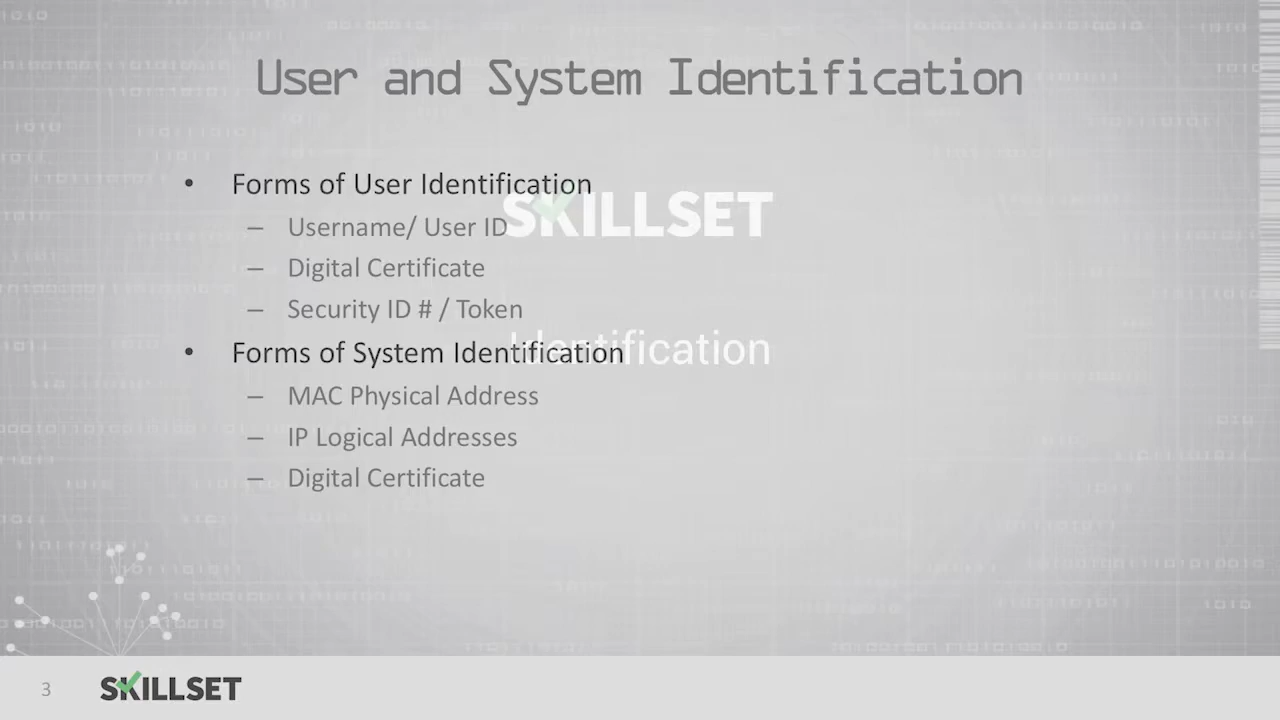 User and System Identification
• Forms of User Identification
SKILLSET
– Username/ User ID
– Digital Certificate
– Security ID # / Token
• Forms of System Identification
Identification
– MAC Physical Address
– IP Logical Addresses
– Digital Certificate
3 SKILLSET